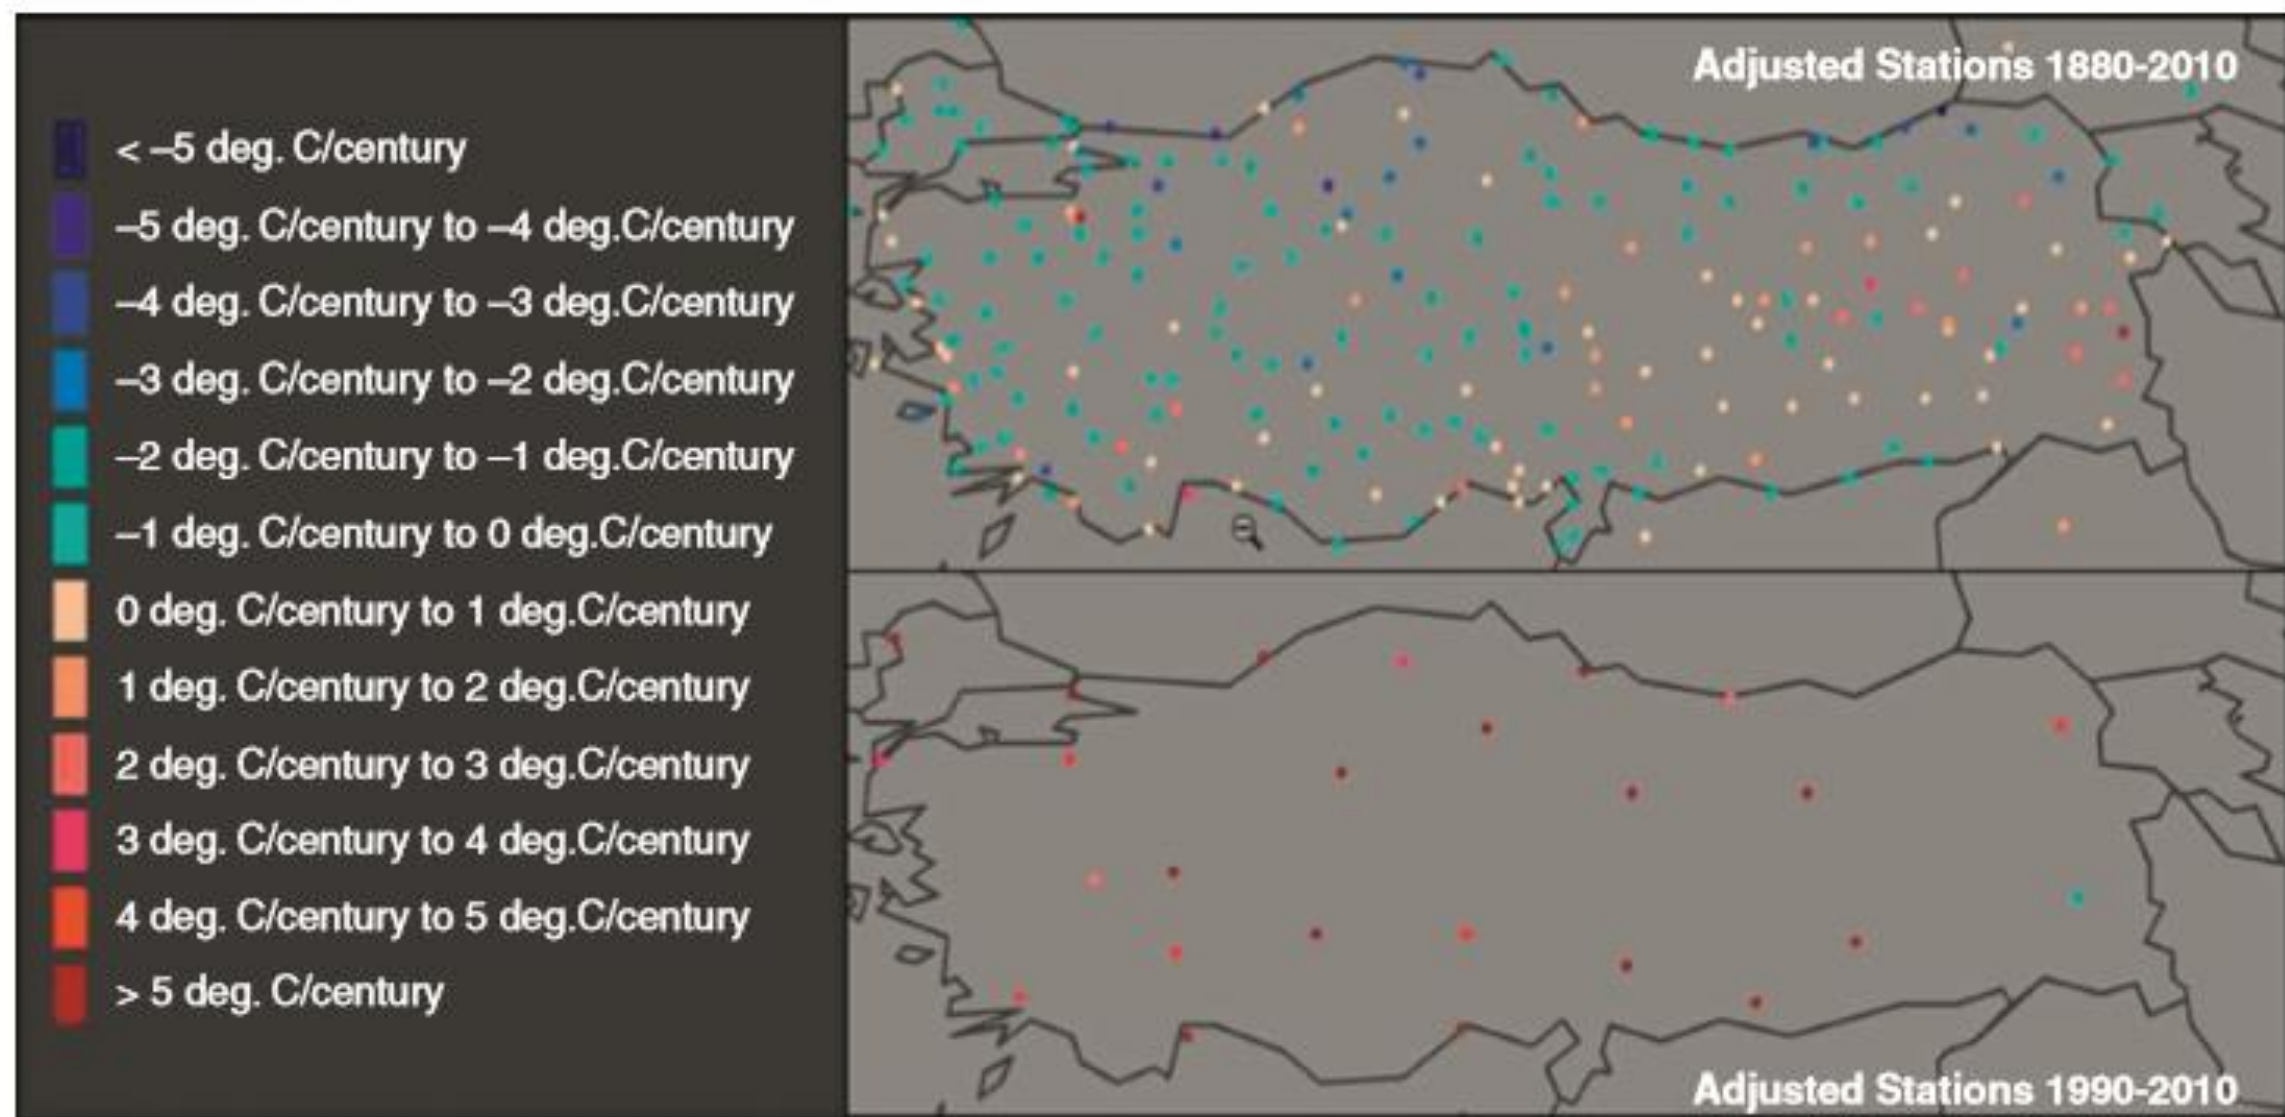 < –5 deg. C/century
–5 deg. C/century to –4 deg.C/century
–4 deg. C/century to –3 deg.C/century
–3 deg. C/century to –2 deg.C/century
–2 deg. C/century to –1 deg.C/century
–1 deg. C/century to 0 deg.C/century
0 deg. C/century to 1 deg.C/century
1 deg. C/century to 2 deg.C/century
2 deg. C/century to 3 deg.C/century
3 deg. C/century to 4 deg.C/century
4 deg. C/century to 5 deg.C/century
> 5 deg. C/century
Adjusted Stations 1880-2010
Adjusted Stations 1990-2010